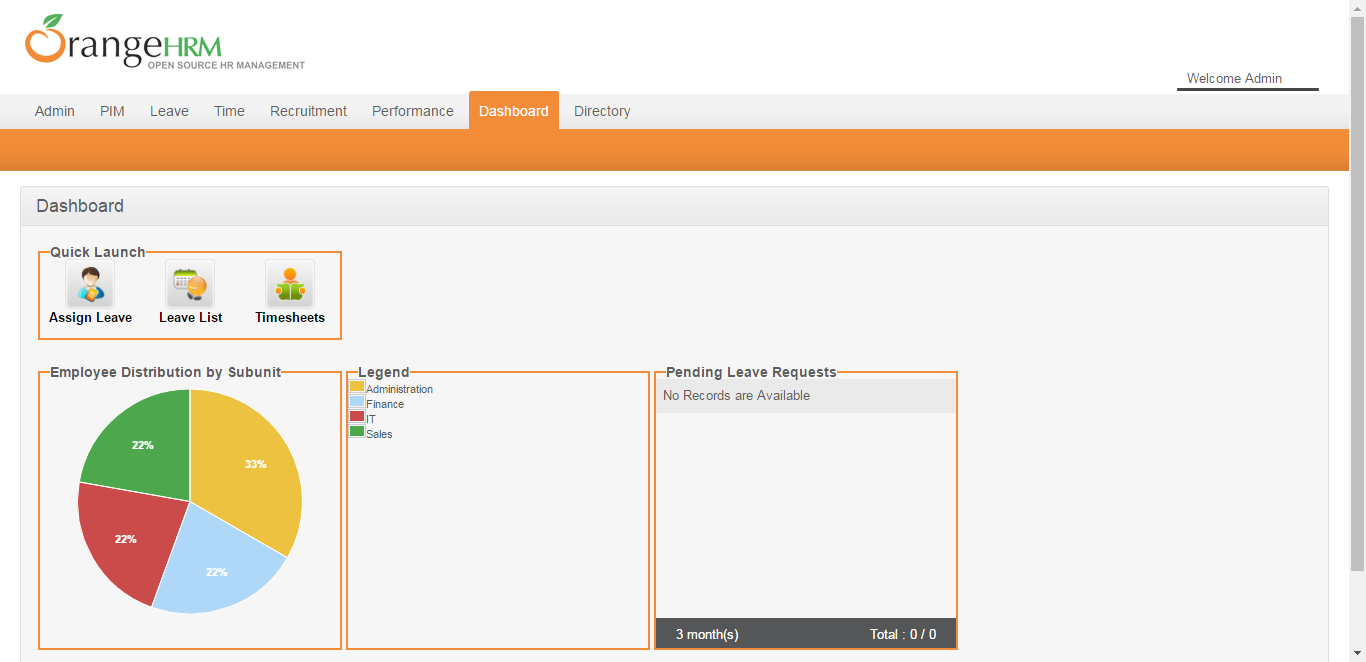 OrangeHRM
OPEN SOURCE HR MANAGEMENT
Welcome Admin
Admin PIM Leave Time Recruitment Performance Dashboard Directory
Dashboard
Quick Launch
Assign Leave Leave List Timesheets
Employee Distribution by Subunit
22%
33%
22%
22%
Legend
Administration
Finance
IT
Sales
Pending Leave Requests
No Records are Available
3 month(s) Total : 0 / 0